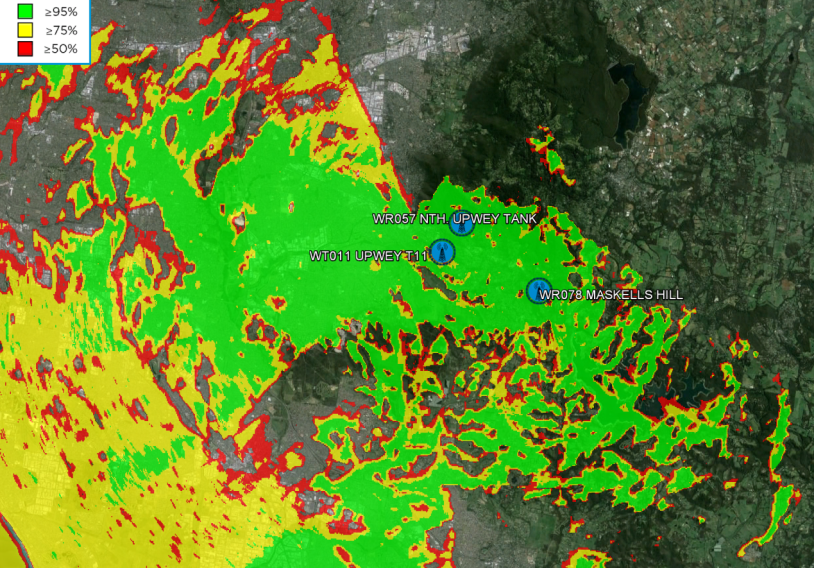 ≥95%
≥75%
≥50%
WR057 NTH. UPWEY TANK
WT011 UPWEY T11
WR078 MASKELLS HILL